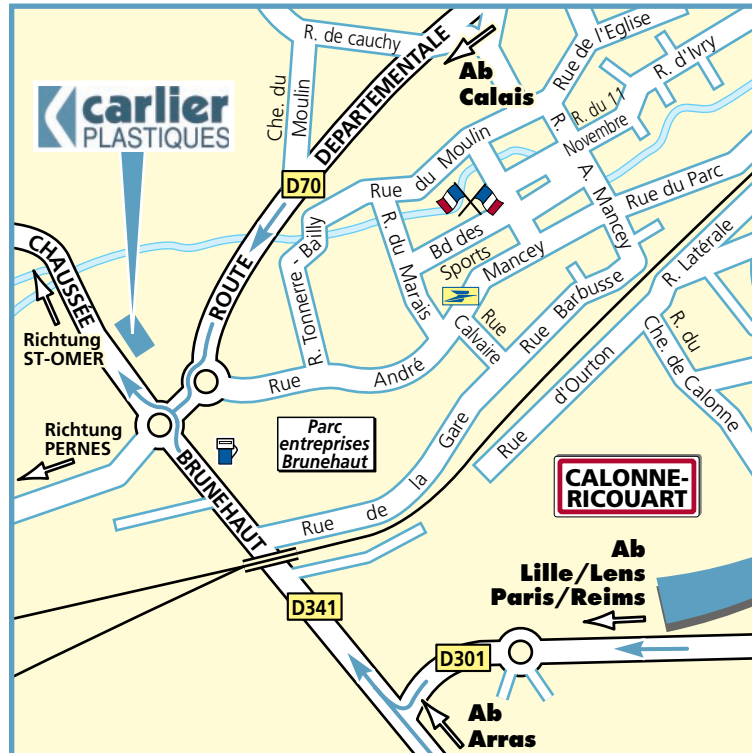 R. de cauchy
Che. du
Moulin
ROUTE DEPARTEMENTALE
Ab
Calais
Rue de l'Eglise
R. d'Ivry
R. du 11
Novembre
carlier
PLASTIQUES
D70
Rue du Moulin
R. A. Mancey
Rue du Parc
R. Tournerre - Bailly
R. du Marais
Bd des
Sports
Rue André Mancey
Rue
Calvaire
Rue Barbusse
R. Latérale
R. du
Che. de Calonne
CHAUSSÉE BRUNEHAUT
Richtung
ST-OMER
Richtung
PERNES
Parc
entreprises
Brunehaut
Rue de la Gare
Rue d'Ourton
CALONNE-
RICOUART
Ab
Lille/Lens
Paris/Reims
D341
D301
Ab
Arras